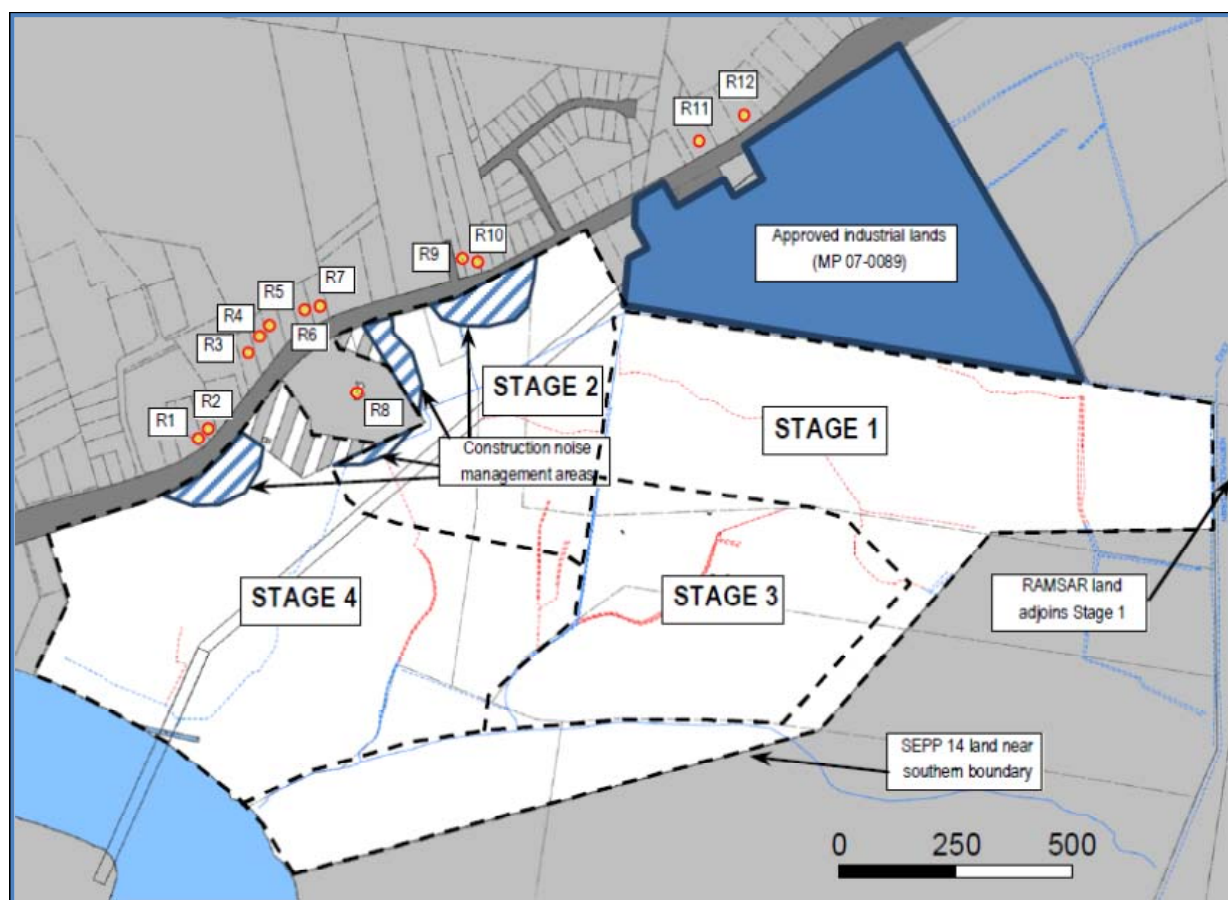 R12
R11
R10
R9
Approved industrial lands
(MP 07-0089)
R7
R5
R4
R6
R3
R8
R2
R1
STAGE 2
STAGE 1
Construction noise
management areas
STAGE 4
STAGE 3
RAMSAR land
adjoins Stage 1
SEPP 14 land near
southern boundary
0 250 500